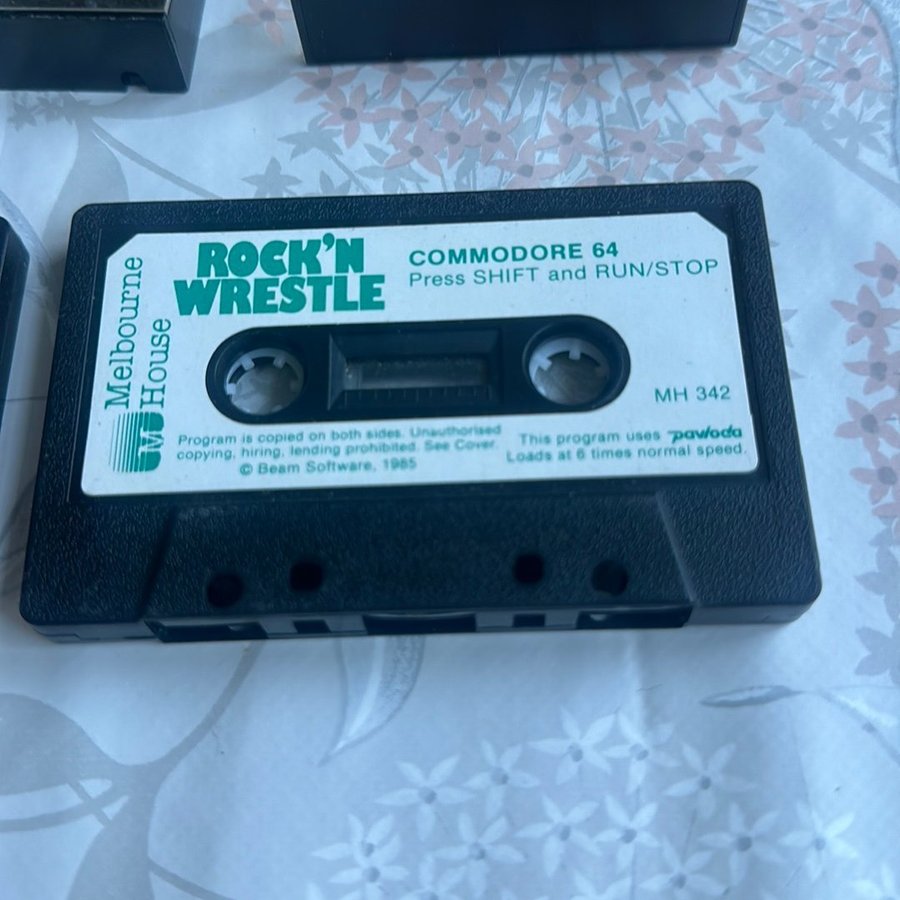 Melbourne
House
M
ROCK'N
WRESTLE
COMMODORE 64
Press SHIFT and RUN/STOP
MH 342
Program is copied on both sides. Unauthorised
copying, hiring, lending prohibited. See Cover.
© Beam Software, 1985
This program uses pavloda
Loads at 6 times normal speed.